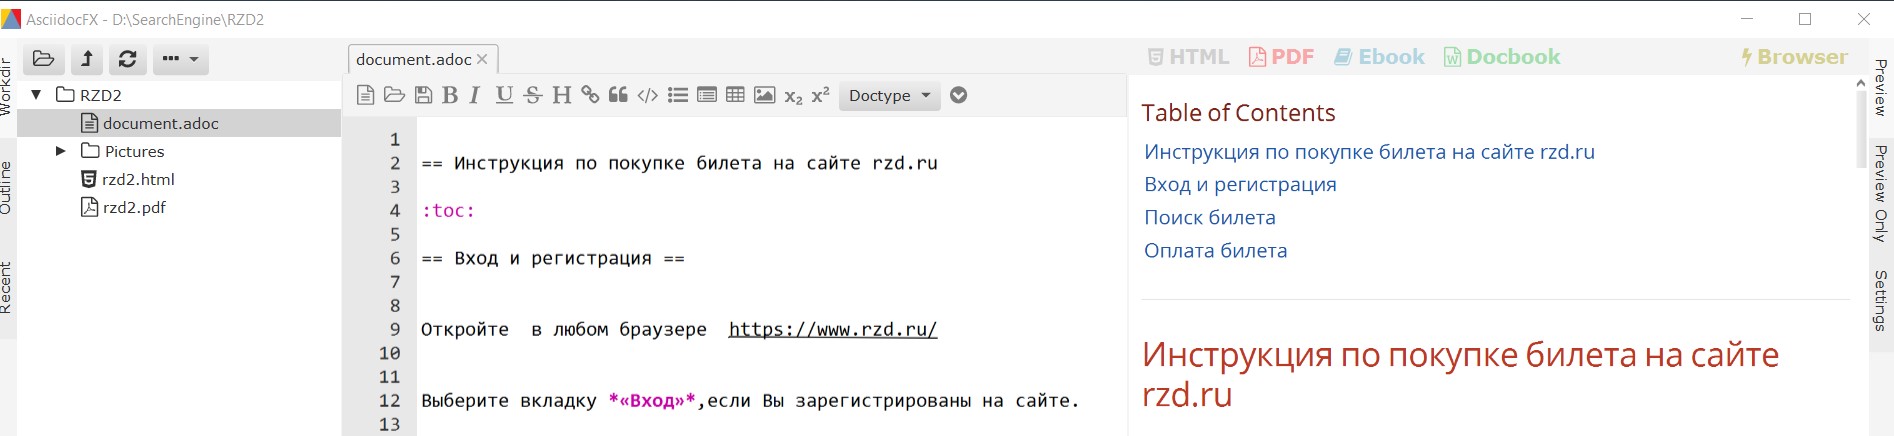 AsciidocFX - D:\SearchEngine\RZD2
Workdir
Outline
Recent
RZD2
document.adoc
Pictures
rzd2.html
rzd2.pdf
document.adoc
B I U S H x₂ x² Doctype
1
2 == Инструкция по покупке билета на сайте rzd.ru
3
4 :toc:
5
6 == Вход и регистрация ==
7
8
9 Откройте  в любом браузере  https://www.rzd.ru/
10
11
12 Выберите вкладку *«Вход»*,если Вы зарегистрированы на сайте.
13
HTML PDF Ebook Docbook Browser
Table of Contents
Инструкция по покупке билета на сайте rzd.ru
Вход и регистрация
Поиск билета
Оплата билета
Инструкция по покупке билета на сайте
rzd.ru
Preview
Preview Only
Settings